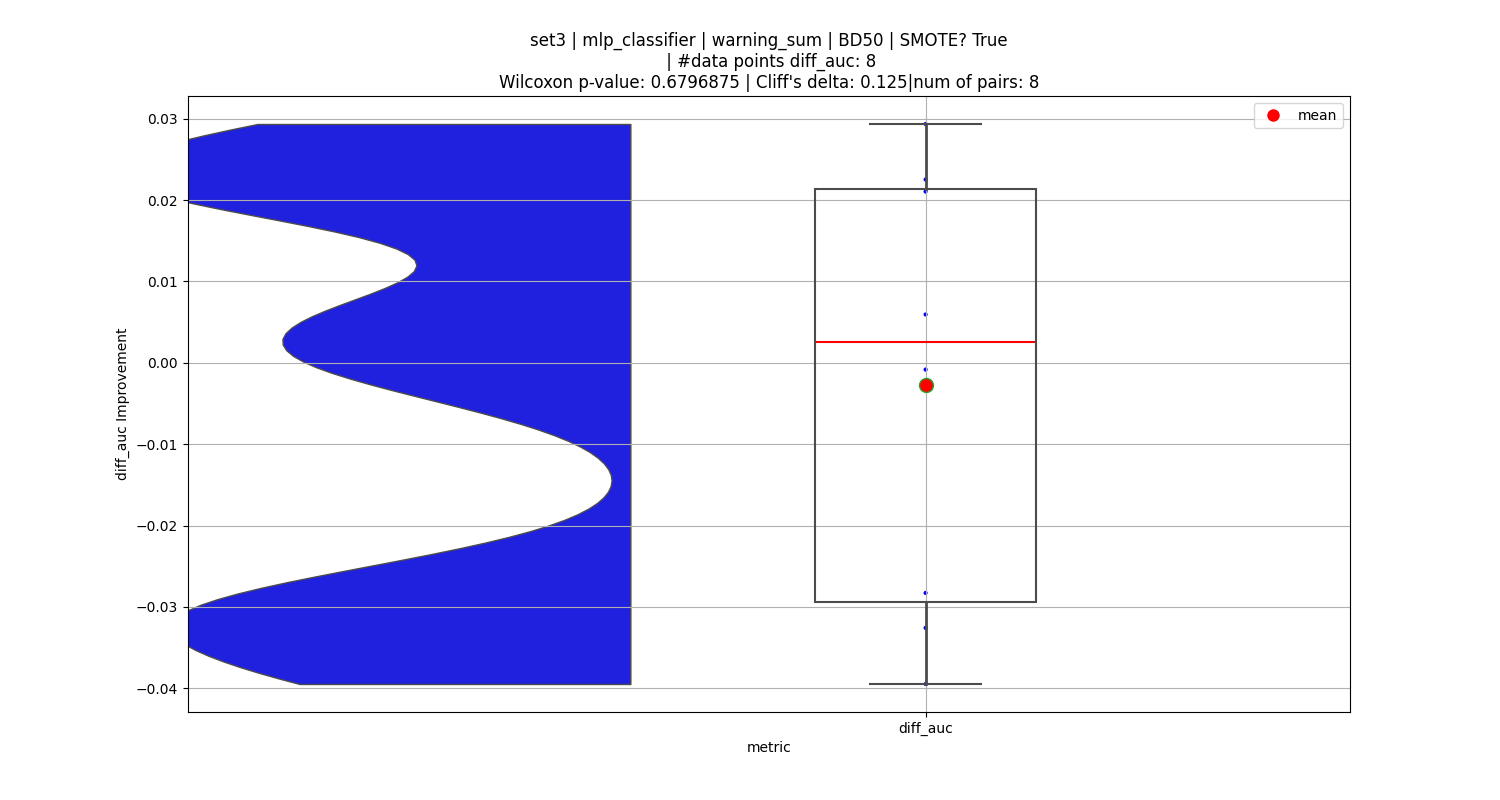 set3 | mlp_classifier | warning_sum | BD50 | SMOTE? True
| #data points diff_auc: 8
Wilcoxon p-value: 0.6796875 | Cliff's delta: 0.125|num of pairs: 8
mean
0.03
0.02
0.01
0.00
−0.01
−0.02
−0.03
−0.04
diff_auc Improvement
diff_auc
metric